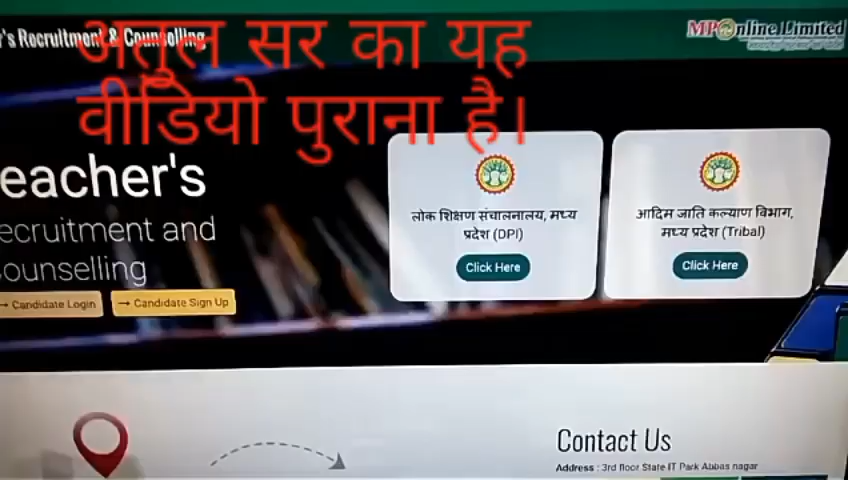 's Recruitment & Counselling
MPOnline Limited
अतुल सर का यह
वीडियो पुराना है।
eacher's
ecruitment and
ounselling
→ Candidate Login
→ Candidate Sign Up
लोक शिक्षण संचालनालय, मध्य
प्रदेश (DPI)
Click Here
आदिम जाति कल्याण विभाग,
मध्य प्रदेश (Tribal)
Click Here
Contact Us
Address : 3rd floor State IT Park Abbas nagar